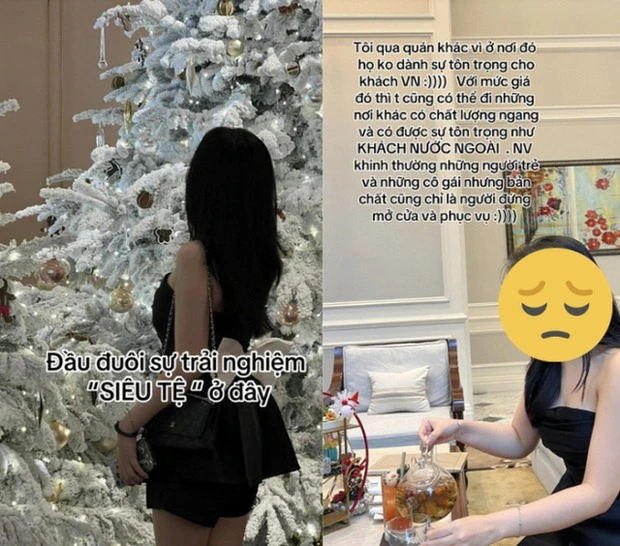 Đầu đuôi sự trải nghiệm
“SIÊU TỆ “ ở đây
Tôi qua quán khác vì ở nơi đó
họ ko dành sự tôn trọng cho
khách VN :)))) Với mức giá
đó thì t cũng có thể đi những
nơi khác có chất lượng ngang
và có được sự tôn trọng như
KHÁCH NƯỚC NGOÀI . NV
khinh thường những người trẻ
và những cô gái nhưng bản
chất cũng chỉ là người đứng
mở cửa và phục vụ :))))